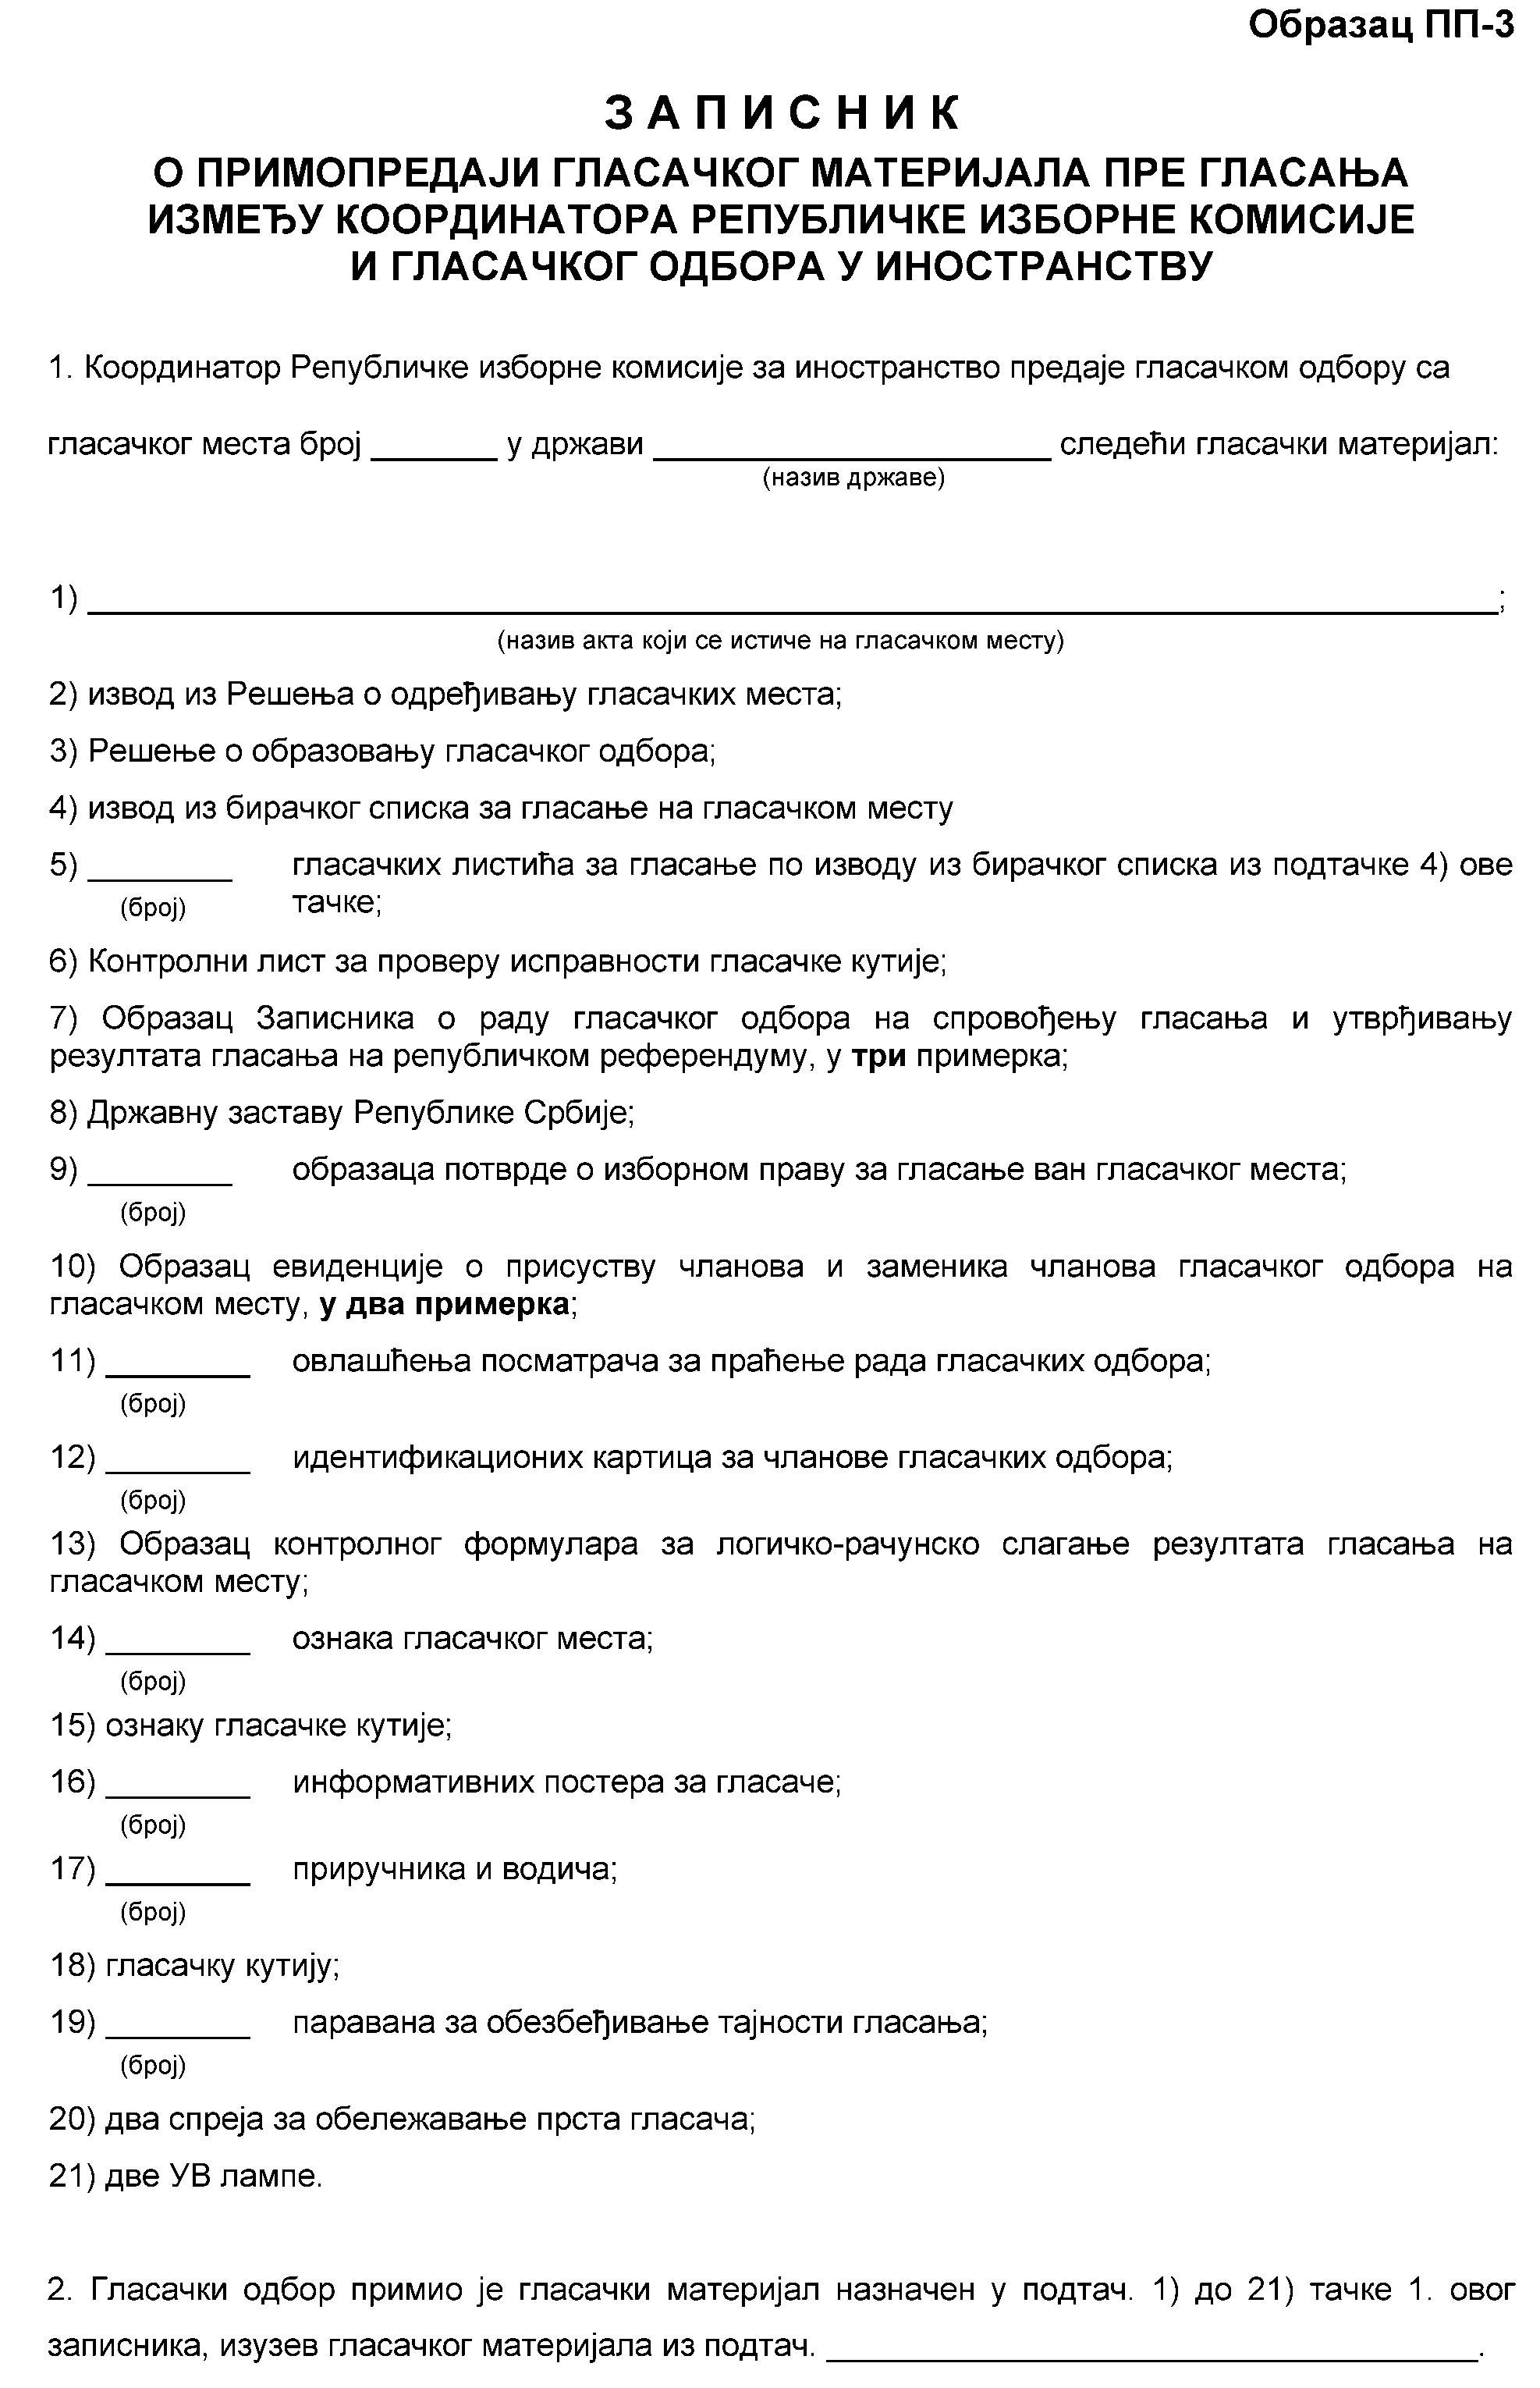 Образац ПП-3
З А П И С Н И К
О ПРИМОПРЕДАЈИ ГЛАСАЧКОГ МАТЕРИЈАЛА ПРЕ ГЛАСАЊА
ИЗМЕЂУ КООРДИНАТОРА РЕПУБЛИЧКЕ ИЗБОРНЕ КОМИСИЈЕ
И ГЛАСАЧКОГ ОДБОРА У ИНОСТРАНСТВУ
1. Координатор Републичке изборне комисије за иностранство предаје гласачком одбору са
гласачког места број _______ у држави ______________________ следећи гласачки материјал:
(назив државе)
1) ______________________________________________________________________________;
(назив акта који се истиче на гласачком месту)
2) извод из Решења о одређивању гласачких места;
3) Решење о образовању гласачког одбора;
4) извод из бирачког списка за гласање на гласачком месту
5) ________ гласачких листића за гласање по изводу из бирачког списка из подтачке 4) ове
(број) тачке;
6) Контролни лист за проверу исправности гласачке кутије;
7) Образац Записника о раду гласачког одбора на спровођењу гласања и утврђивању
резултата гласања на републичком референдуму, у три примерка;
8) Државну заставу Републике Србије;
9) ________ образаца потврде о изборном праву за гласање ван гласачког места;
(број)
10) Образац евиденције о присуству чланова и заменика чланова гласачког одбора на
гласачком месту, у два примерка;
11) ________ овлашћења посматрача за праћење рада гласачких одбора;
(број)
12) ________ идентификационих картица за чланове гласачких одбора;
(број)
13) Образац контролног формулара за логичко-рачунско слагање резултата гласања на
гласачком месту;
14) ________ ознака гласачког места;
(број)
15) ознаку гласачке кутије;
16) ________ информативних постера за гласаче;
(број)
17) ________ приручника и водича;
(број)
18) гласачку кутију;
19) ________ паравана за обезбеђивање тајности гласања;
(број)
20) два спреја за обележавање прста гласача;
21) две УВ лампе.
2. Гласачки одбор примио је гласачки материјал назначен у подтач. 1) до 21) тачке 1. овог
записника, изузев гласачког материјала из подтач. ____________________________________.